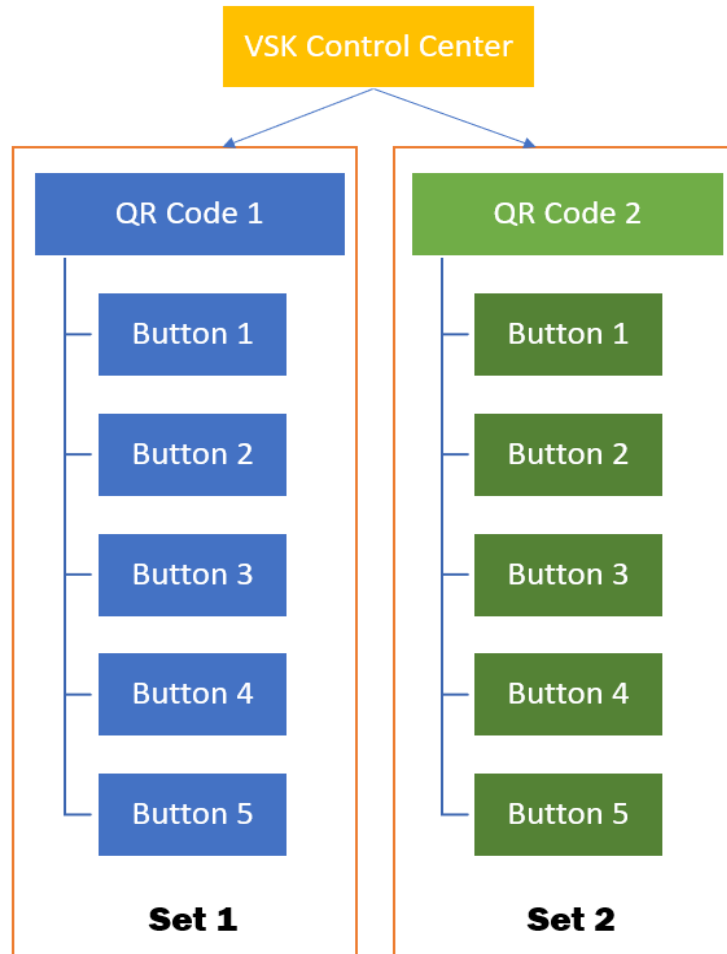 VSK Control Center
QR Code 1
Button 1
Button 2
Button 3
Button 4
Button 5
Set 1
QR Code 2
Button 1
Button 2
Button 3
Button 4
Button 5
Set 2